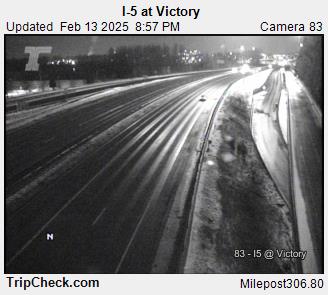 I-5 at Victory
Updated Feb 13 2025 8:57 PM Camera 83
T
N
83 - I5 @ Victory
TripCheck.com Milepost306.80